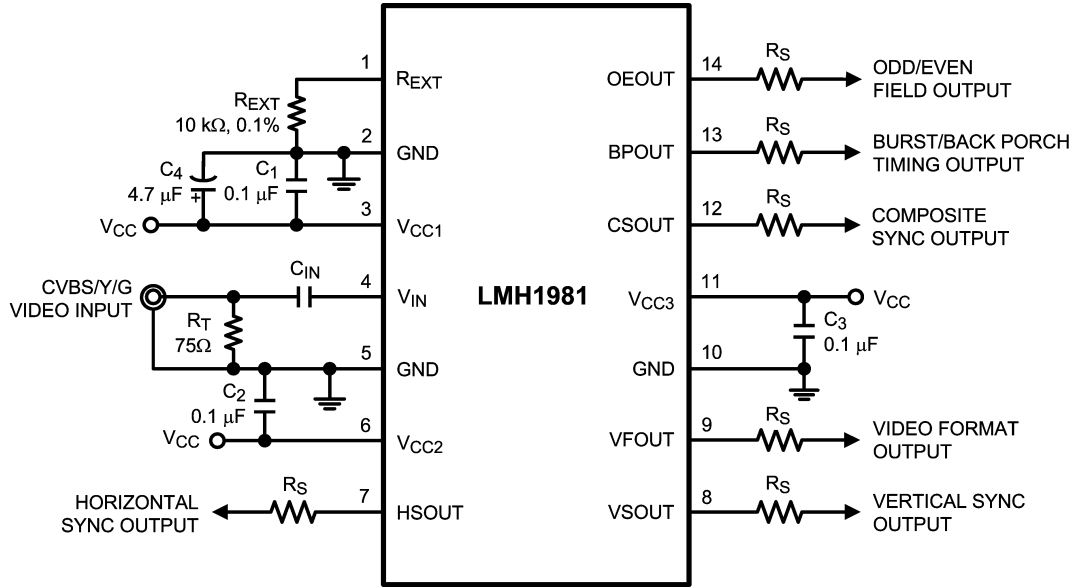 1
R_EXT
R_EXT
10 kΩ, 0.1%
2
GND
C4
4.7 µF
+
C1
0.1 µF
3
V_CC
V_CC1
CVBS/Y/G
VIDEO INPUT
C_IN
4
V_IN
R_T
75Ω
5
GND
C2
0.1 µF
V_CC
6
V_CC2
HORIZONTAL
SYNC OUTPUT
R_S
7
HSOUT
LMH1981
OEOUT
14
R_S
ODD/EVEN
FIELD OUTPUT
BPOUT
13
R_S
BURST/BACK PORCH
TIMING OUTPUT
CSOUT
12
R_S
COMPOSITE
SYNC OUTPUT
V_CC3
11
V_CC
C3
0.1 µF
GND
10
VFOUT
9
R_S
VIDEO FORMAT
OUTPUT
VSOUT
8
R_S
VERTICAL SYNC
OUTPUT